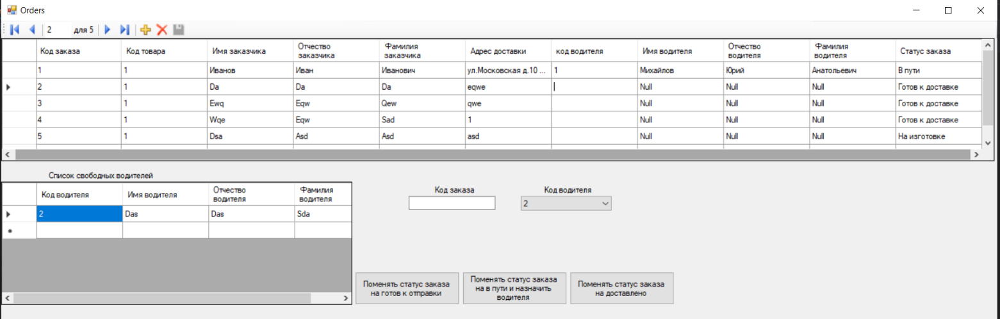 Orders
2 для 5
Код заказа Код товара Имя заказчика Отчество заказчика Фамилия заказчика Адрес доставки код водителя Имя водителя Отчество водителя Фамилия водителя Статус заказа
1 1 Иванов Иван Иванович ул.Московская д.10 ... 1 Михайлов Юрий Анатольевич В пути
2 1 Da Da Da eqwe Null Null Null Готов к доставке
3 1 Ewq Eqw Qew qwe Null Null Null Готов к доставке
4 1 Wqe Eqw Sad 1 Null Null Null Готов к доставке
5 1 Dsa Asd Asd asd Null Null Null На изготовке
Список свободных водителей
Код водителя Имя водителя Отчество водителя Фамилия водителя
2 Das Das Sda
Код заказа Код водителя
2
Поменять статус заказа
на готов к отправки
Поменять статус заказа
на в пути и назначить
водителя
Поменять статус заказа
на доставлено